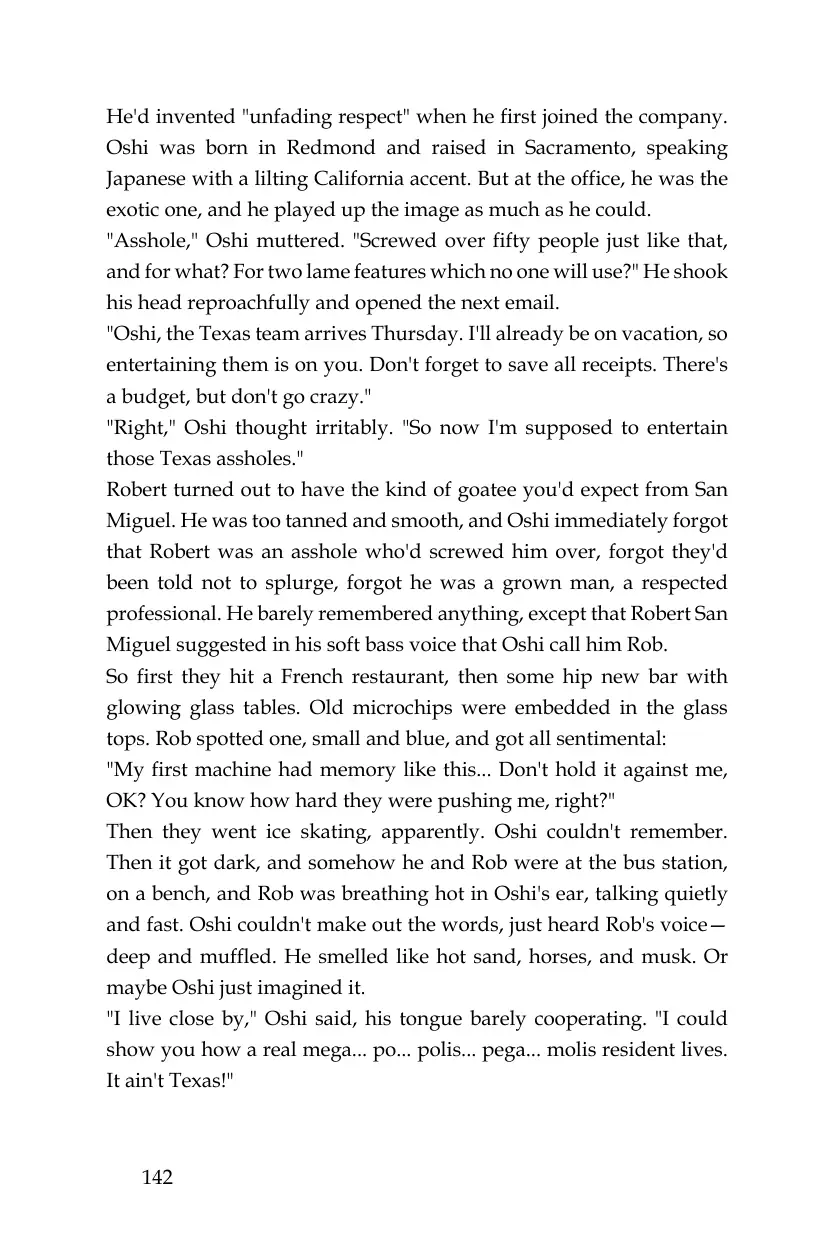 He'd invented "unfading respect" when he first joined the company.
Oshi was born in Redmond and raised in Sacramento, speaking
Japanese with a lilting California accent. But at the office, he was the
exotic one, and he played up the image as much as he could.
"Asshole," Oshi muttered. "Screwed over fifty people just like that,
and for what? For two lame features which no one will use?" He shook
his head reproachfully and opened the next email.
"Oshi, the Texas team arrives Thursday. I'll already be on vacation, so
entertaining them is on you. Don't forget to save all receipts. There's
a budget, but don't go crazy."
"Right," Oshi thought irritably. "So now I'm supposed to entertain
those Texas assholes."
Robert turned out to have the kind of goatee you'd expect from San
Miguel. He was too tanned and smooth, and Oshi immediately forgot
that Robert was an asshole who'd screwed him over, forgot they'd
been told not to splurge, forgot he was a grown man, a respected
professional. He barely remembered anything, except that Robert San
Miguel suggested in his soft bass voice that Oshi call him Rob.
So first they hit a French restaurant, then some hip new bar with
glowing glass tables. Old microchips were embedded in the glass
tops. Rob spotted one, small and blue, and got all sentimental:
"My first machine had memory like this... Don't hold it against me,
OK? You know how hard they were pushing me, right?"
Then they went ice skating, apparently. Oshi couldn't remember.
Then it got dark, and somehow he and Rob were at the bus station,
on a bench, and Rob was breathing hot in Oshi's ear, talking quietly
and fast. Oshi couldn't make out the words, just heard Rob's voice—
deep and muffled. He smelled like hot sand, horses, and musk. Or
maybe Oshi just imagined it.
"I live close by," Oshi said, his tongue barely cooperating. "I could
show you how a real mega... po... polis... pega... molis resident lives.
It ain't Texas!"
142